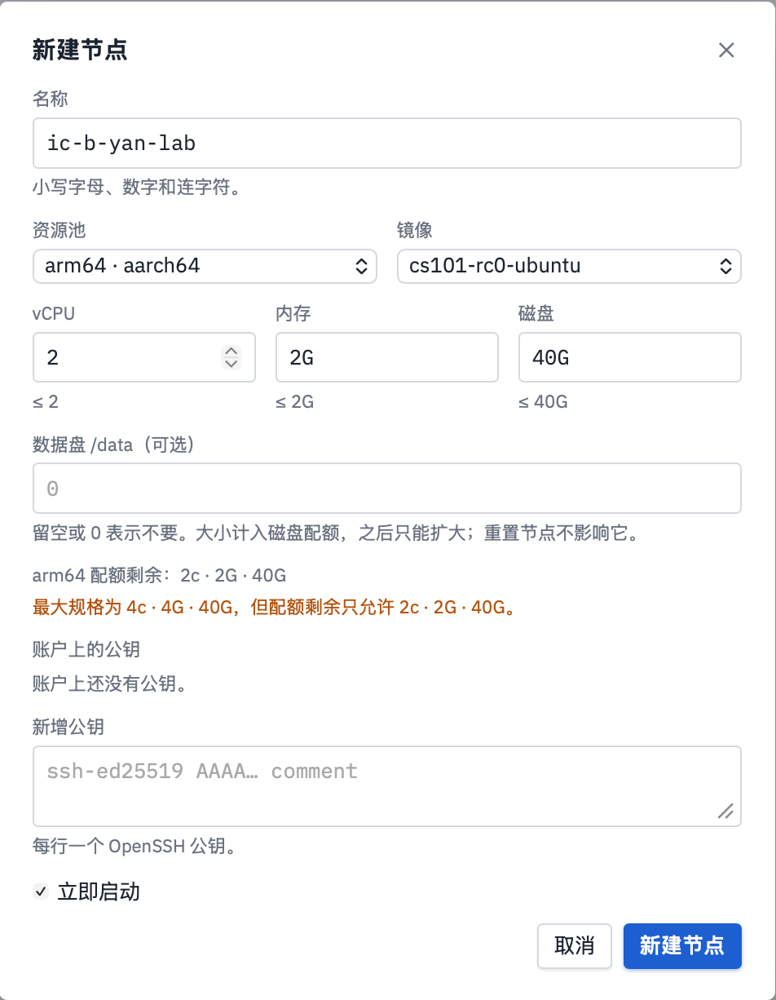 新建节点
名称
ic-b-yan-lab
小写字母、数字和连字符。
资源池 镜像
arm64 · aarch64 cs101-rc0-ubuntu
vCPU 内存 磁盘
2 2G 40G
≤ 2 ≤ 2G ≤ 40G
数据盘 /data（可选）
0
留空或 0 表示不要。大小计入磁盘配额，之后只能扩大；重置节点不影响它。
arm64 配额剩余：2c · 2G · 40G
最大规格为 4c · 4G · 40G，但配额剩余只允许 2c · 2G · 40G。
账户上的公钥
账户上还没有公钥。
新增公钥
ssh-ed25519 AAAA… comment
每行一个 OpenSSH 公钥。
立即启动
取消 新建节点